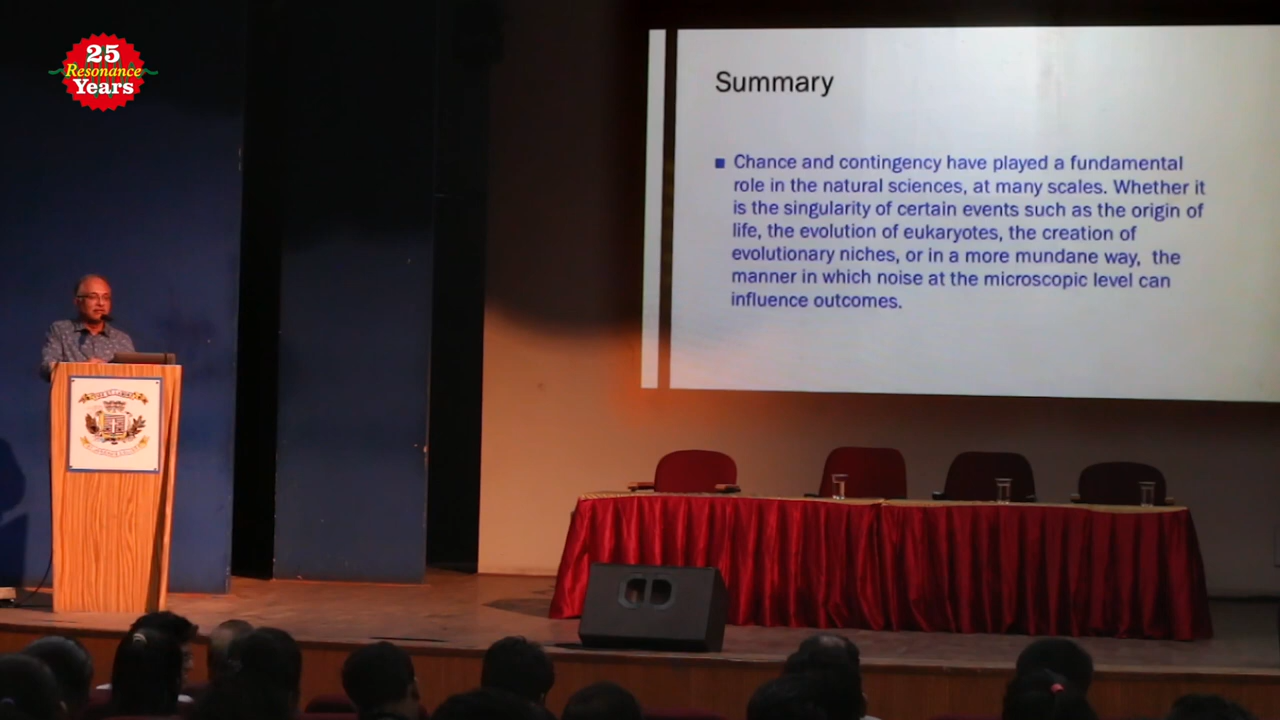 25
Resonance
Years
Summary
Chance and contingency have played a fundamental
role in the natural sciences, at many scales. Whether it
is the singularity of certain events such as the origin of
life, the evolution of eukaryotes, the creation of
evolutionary niches, or in a more mundane way, the
manner in which noise at the microscopic level can
influence outcomes.